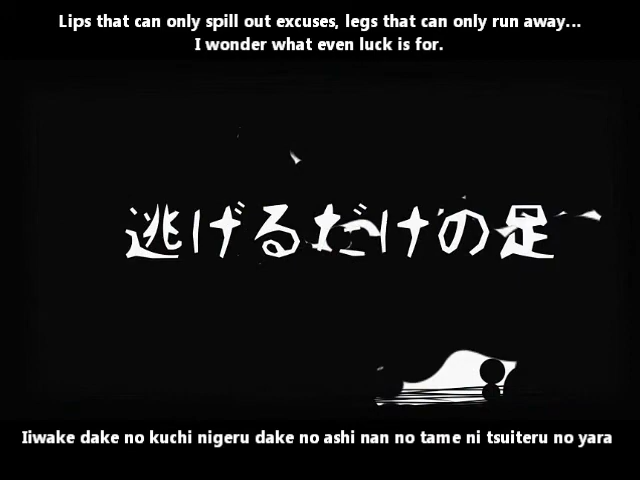 Lips that can only spill out excuses, legs that can only run away...
I wonder what even luck is for.
逃げるだけの足
Iiwake dake no kuchi nigeru dake no ashi nan no tame ni tsuiteru no yara